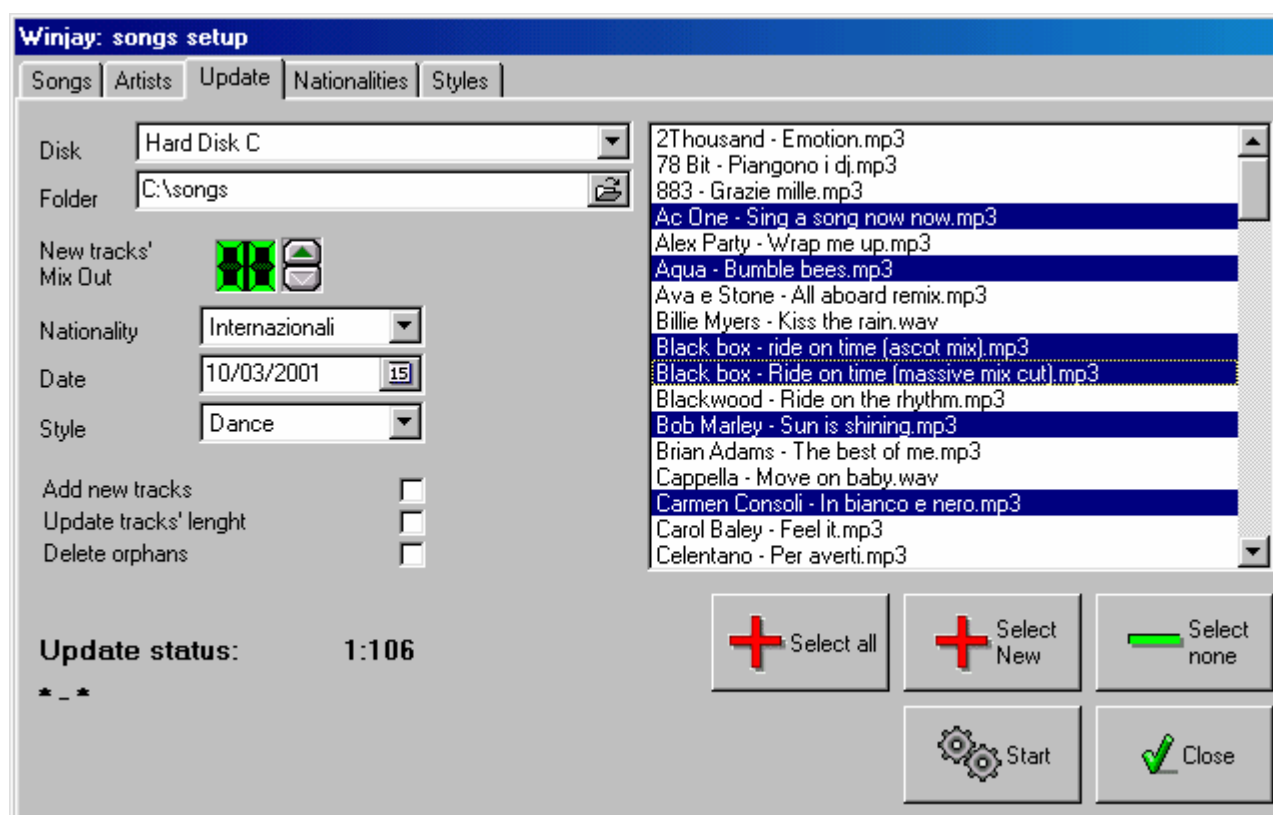 Winjay: songs setup
Songs Artists Update Nationalities Styles
Disk Hard Disk C
Folder C:\songs
New tracks'
Mix Out
Nationality Internazionali
Date 10/03/2001 15
Style Dance
Add new tracks
Update tracks' lenght
Delete orphans
Update status: 1:106
* _ *
2Thousand - Emotion.mp3
78 Bit - Piangono i dj.mp3
883 - Grazie mille.mp3
Ac One - Sing a song now now.mp3
Alex Party - Wrap me up.mp3
Aqua - Bumble bees.mp3
Ava e Stone - All aboard remix.mp3
Billie Myers - Kiss the rain.wav
Black box - ride on time (ascot mix).mp3
Black box - Ride on time (massive mix cut).mp3
Blackwood - Ride on the rhythm.mp3
Bob Marley - Sun is shining.mp3
Brian Adams - The best of me.mp3
Cappella - Move on baby.wav
Carmen Consoli - In bianco e nero.mp3
Carol Baley - Feel it.mp3
Celentano - Per averti.mp3
Select all
Select
New
Select
none
Start
Close